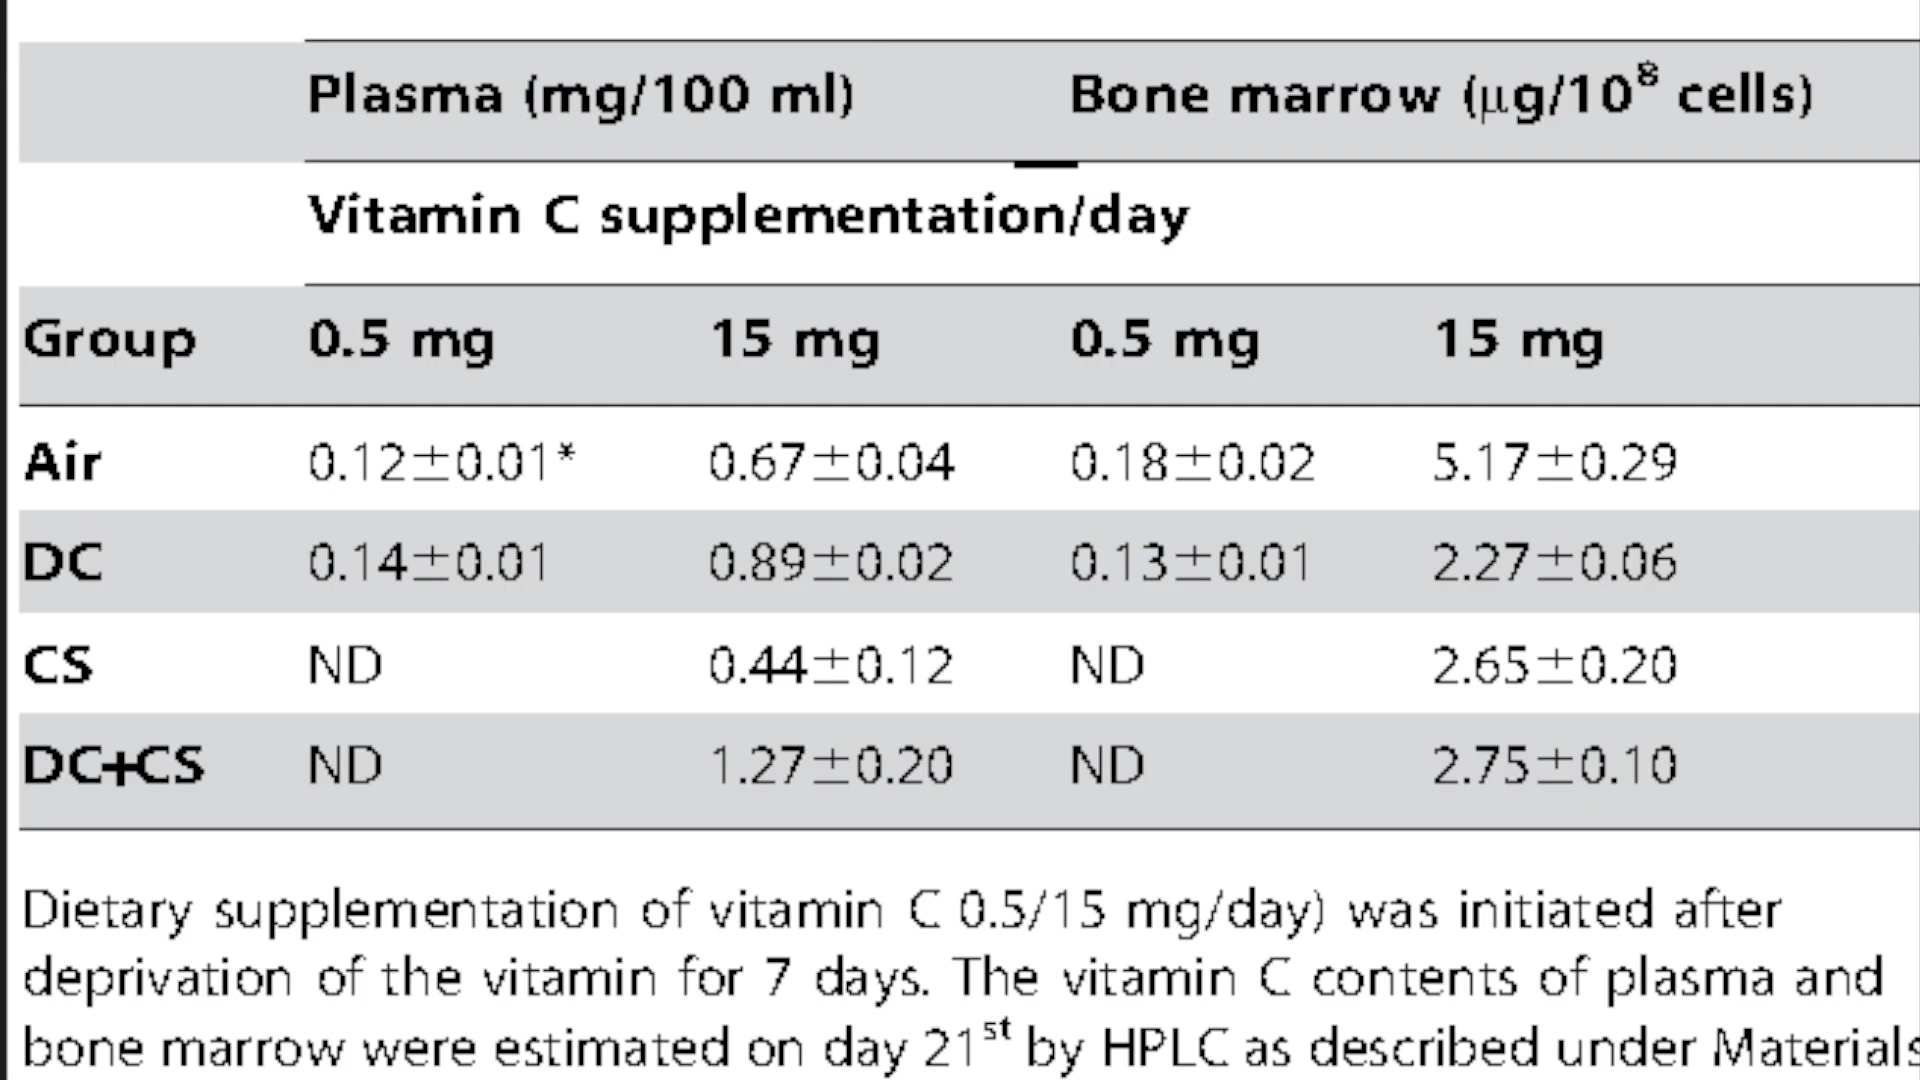 Plasma (mg/100 ml) Bone marrow (μg/10⁸ cells)
Vitamin C supplementation/day
Group 0.5 mg 15 mg 0.5 mg 15 mg
Air 0.12±0.01* 0.67±0.04 0.18±0.02 5.17±0.29
DC 0.14±0.01 0.89±0.02 0.13±0.01 2.27±0.06
CS ND 0.44±0.12 ND 2.65±0.20
DC+CS ND 1.27±0.20 ND 2.75±0.10
Dietary supplementation of vitamin C 0.5/15 mg/day) was initiated after
deprivation of the vitamin for 7 days. The vitamin C contents of plasma and
bone marrow were estimated on day 21ˢᵗ by HPLC as described under Materials